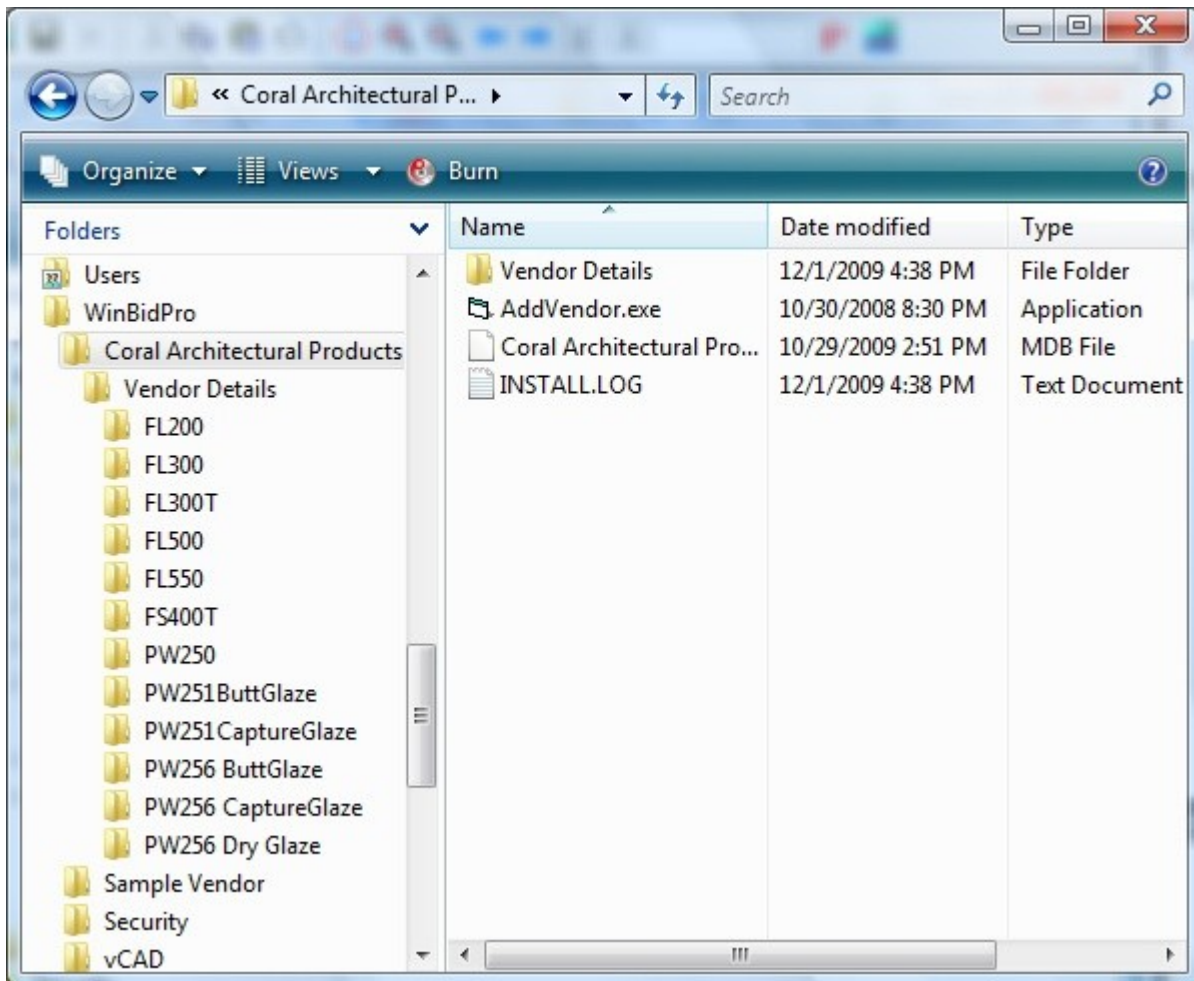 « Coral Architectural P...
Search
Organize Views Burn
Folders
Name Date modified Type
Users
WinBidPro
Coral Architectural Products
Vendor Details
FL200
FL300
FL300T
FL500
FL550
FS400T
PW250
PW251ButtGlaze
PW251CaptureGlaze
PW256 ButtGlaze
PW256 CaptureGlaze
PW256 Dry Glaze
Sample Vendor
Security
vCAD
Vendor Details 12/1/2009 4:38 PM File Folder
AddVendor.exe 10/30/2008 8:30 PM Application
Coral Architectural Pro... 10/29/2009 2:51 PM MDB File
INSTALL.LOG 12/1/2009 4:38 PM Text Document